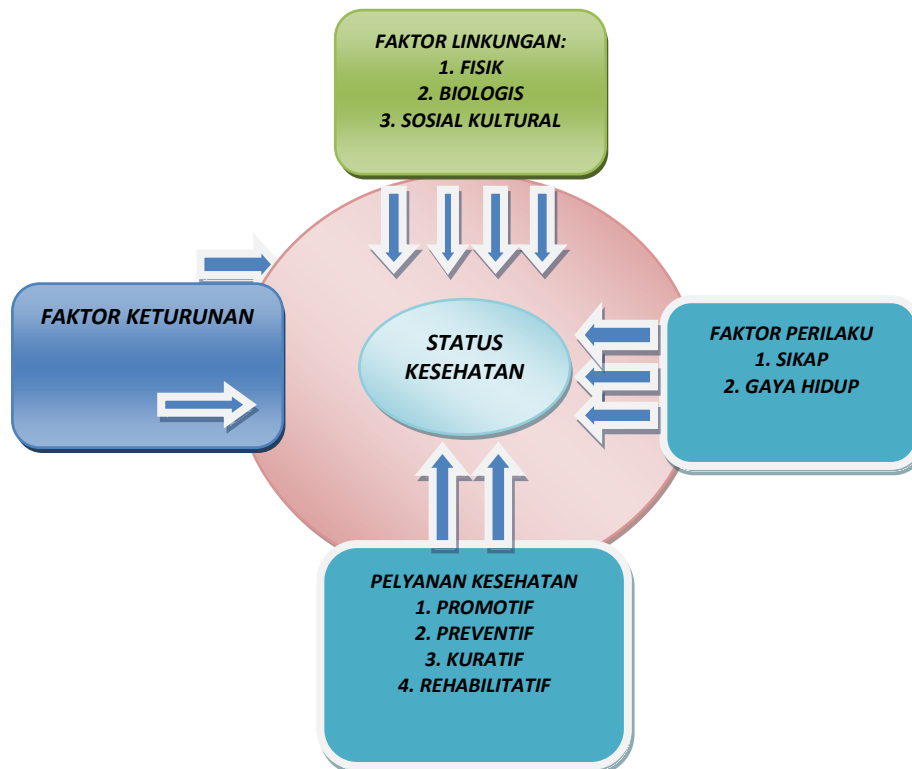 FAKTOR LINKUNGAN:
1. FISIK
2. BIOLOGIS
3. SOSIAL KULTURAL
FAKTOR KETURUNAN
STATUS
KESEHATAN
FAKTOR PERILAKU
1. SIKAP
2. GAYA HIDUP
PELYANAN KESEHATAN
1. PROMOTIF
2. PREVENTIF
3. KURATIF
4. REHABILITATIF